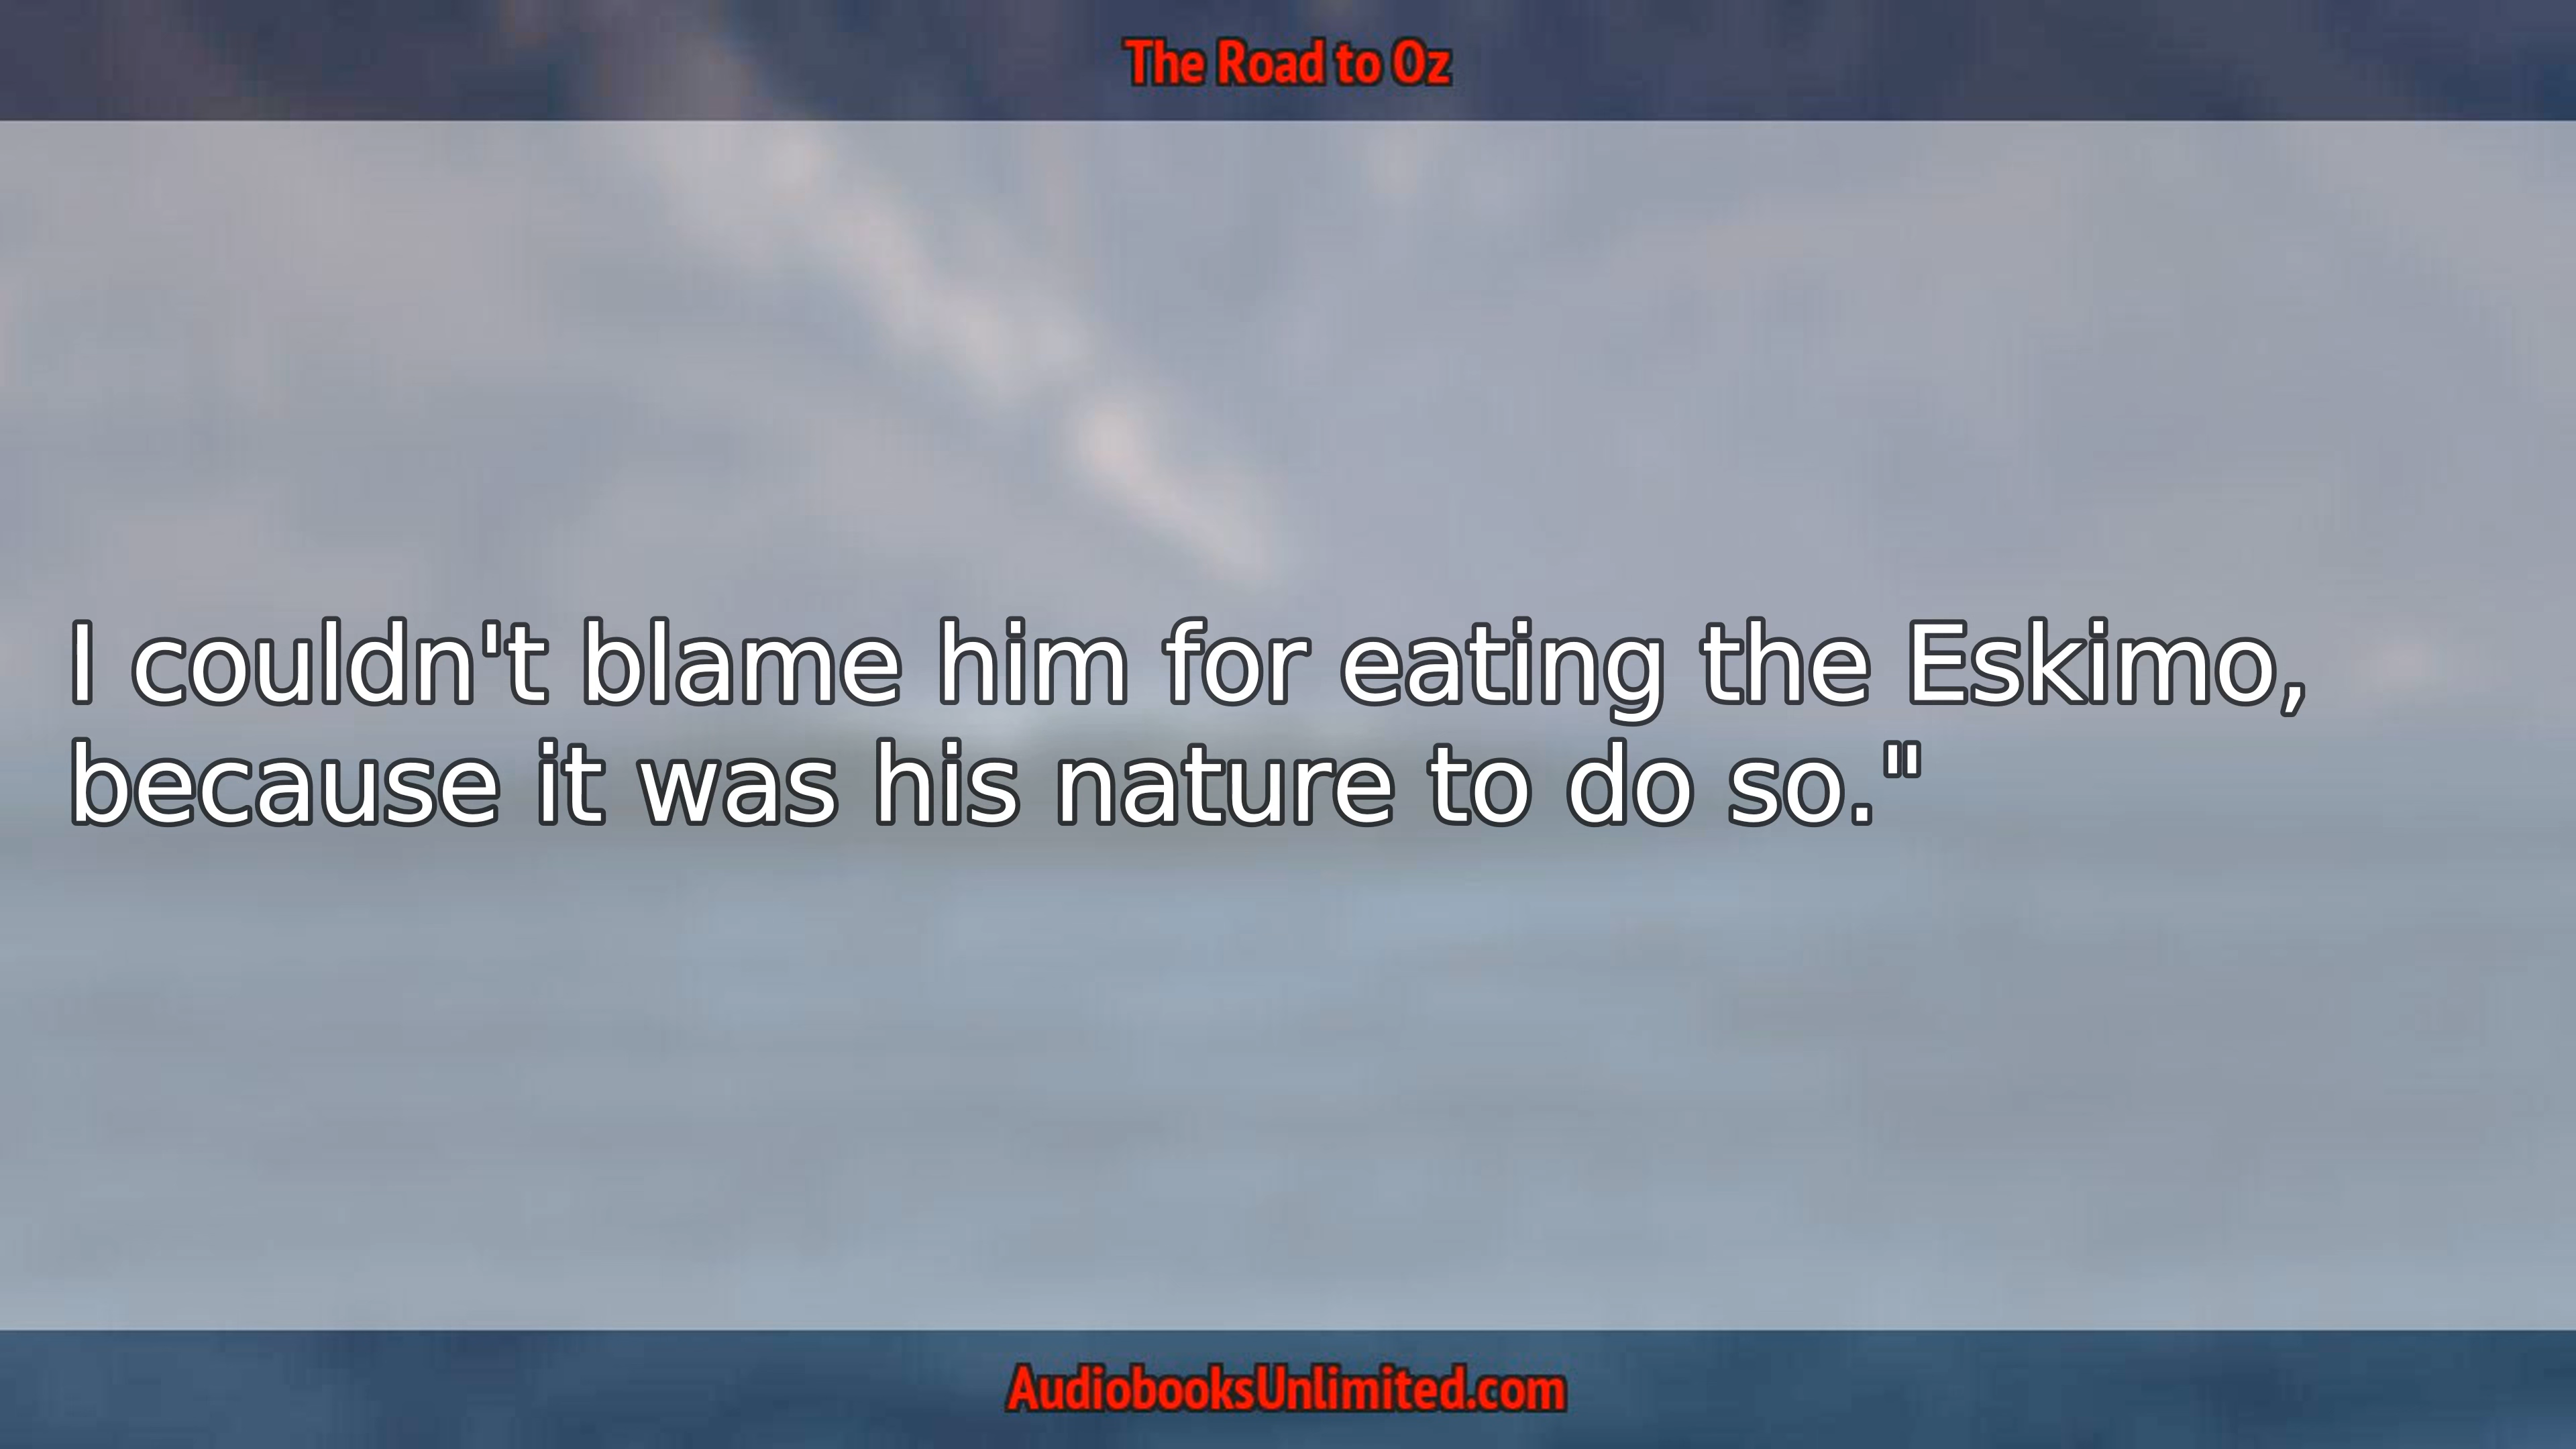 The Road to Oz
I couldn't blame him for eating the Eskimo,
because it was his nature to do so."
AudiobooksUnlimited.com